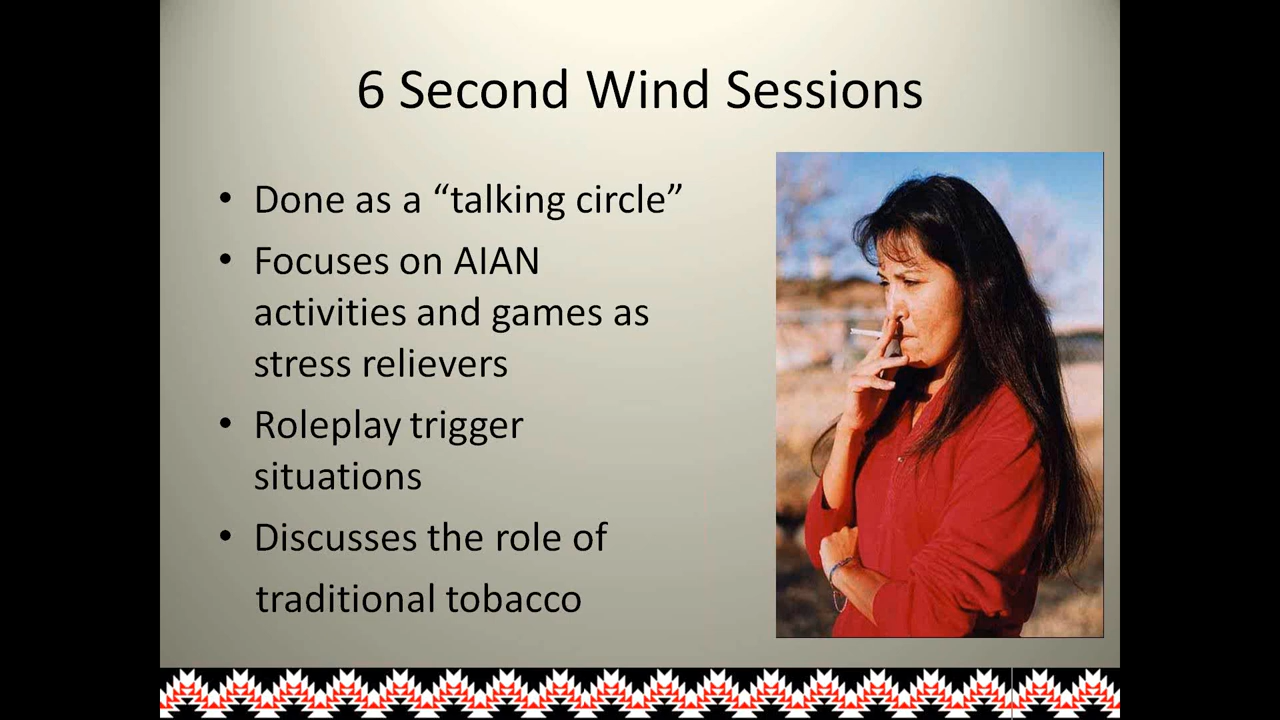 6 Second Wind Sessions
• Done as a “talking circle”
• Focuses on AIAN
activities and games as
stress relievers
• Roleplay trigger
situations
• Discusses the role of
traditional tobacco